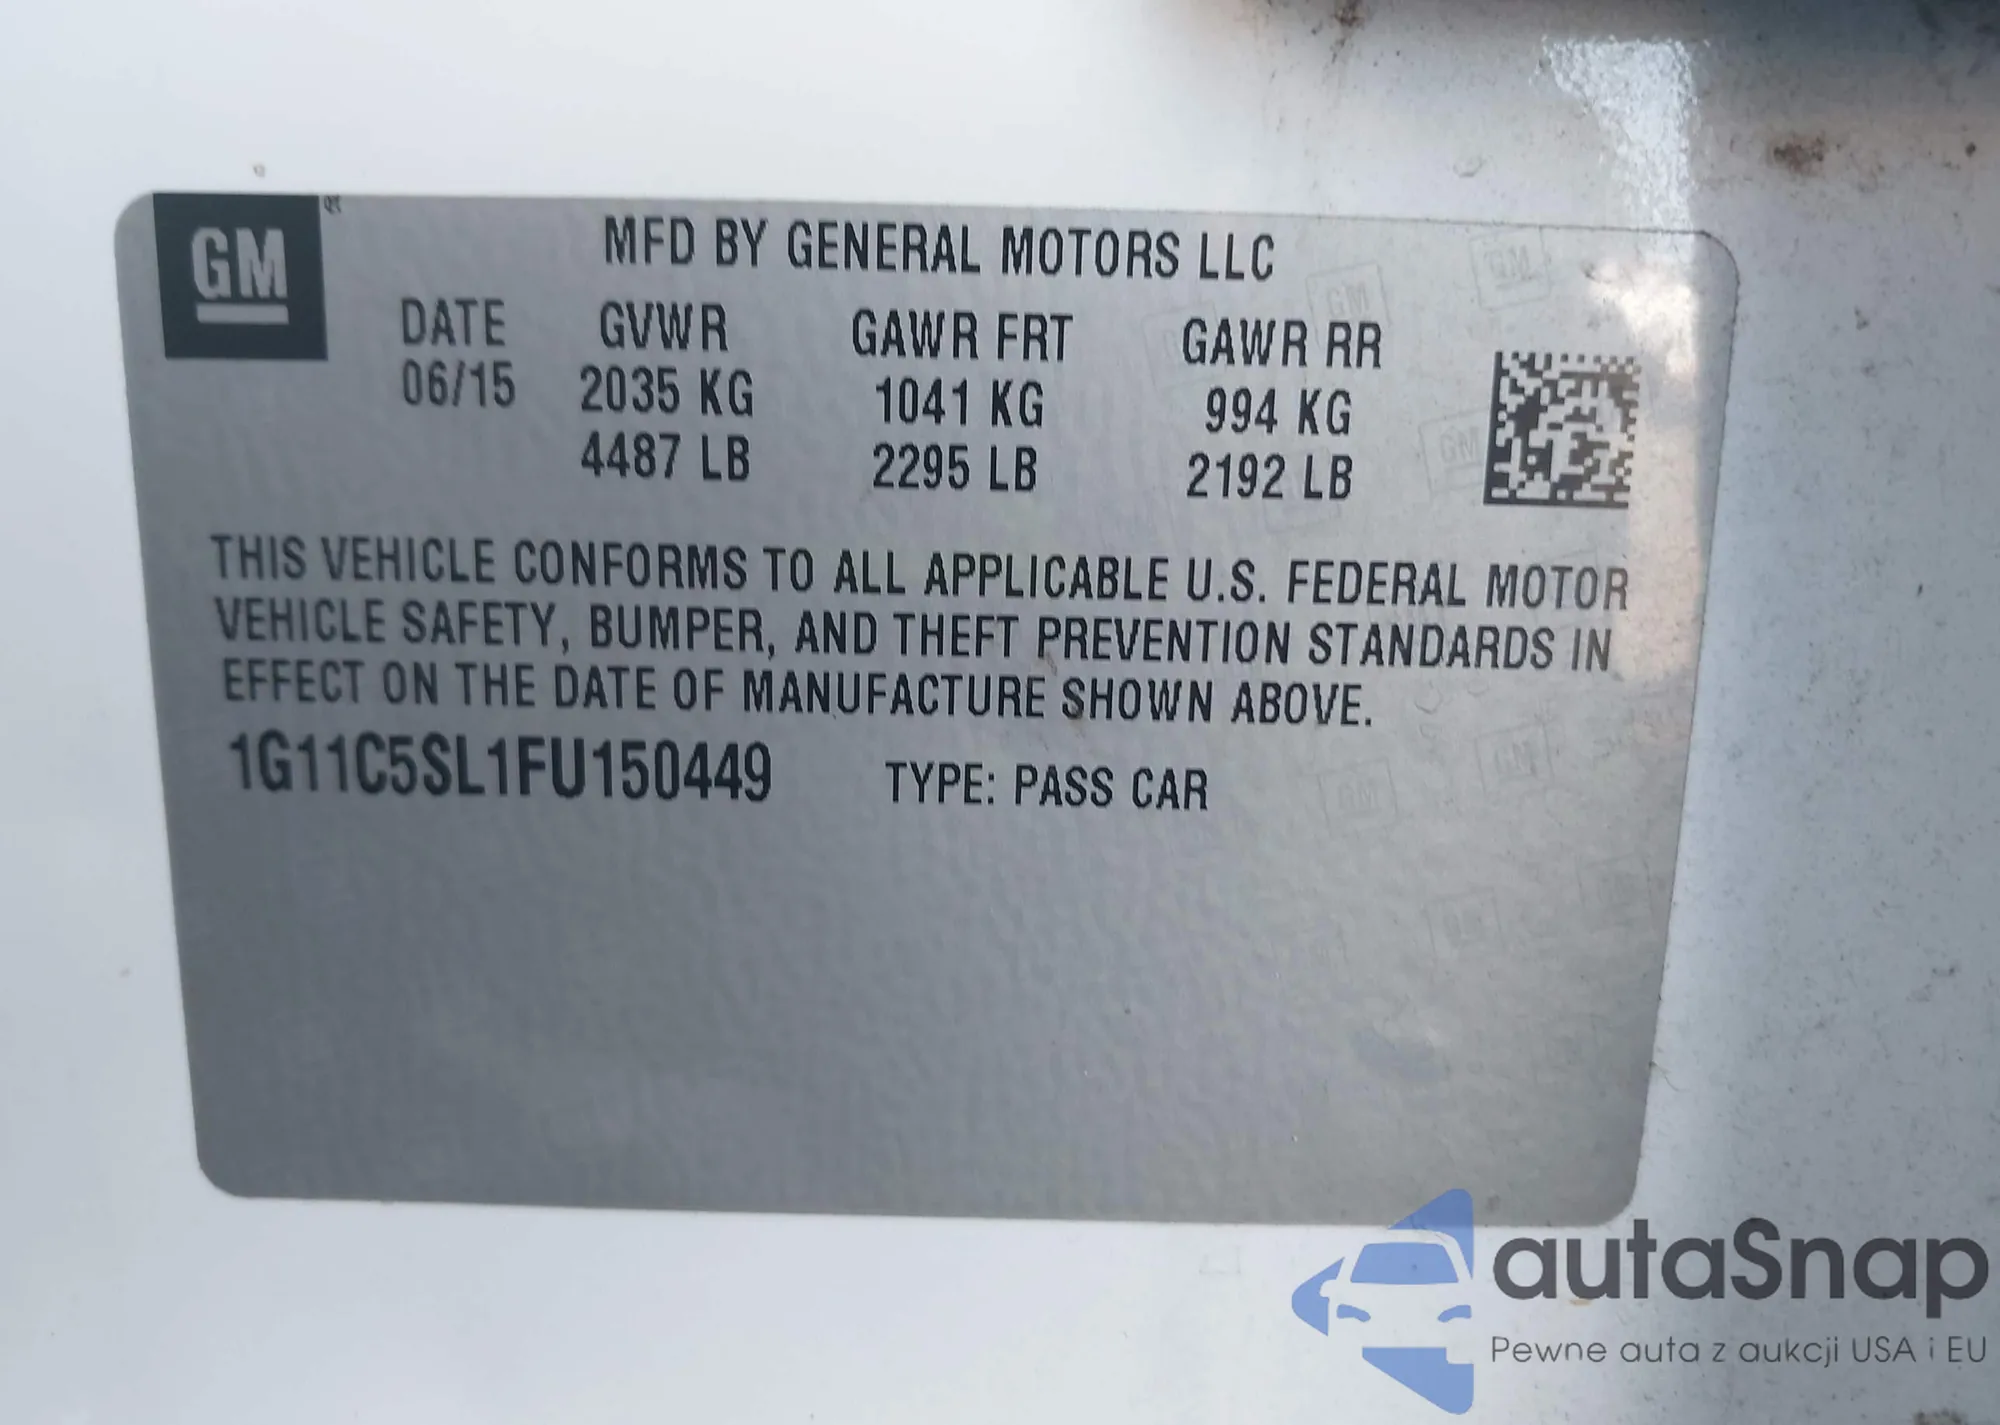 GM
MFD BY GENERAL MOTORS LLC
DATE GVWR GAWR FRT GAWR RR
06/15 2035 KG 1041 KG 994 KG
4487 LB 2295 LB 2192 LB
THIS VEHICLE CONFORMS TO ALL APPLICABLE U.S. FEDERAL MOTOR
VEHICLE SAFETY, BUMPER, AND THEFT PREVENTION STANDARDS IN
EFFECT ON THE DATE OF MANUFACTURE SHOWN ABOVE.
1G11C5SL1FU150449 TYPE: PASS CAR
autaSnap
Pewne auta z aukcji USA i EU